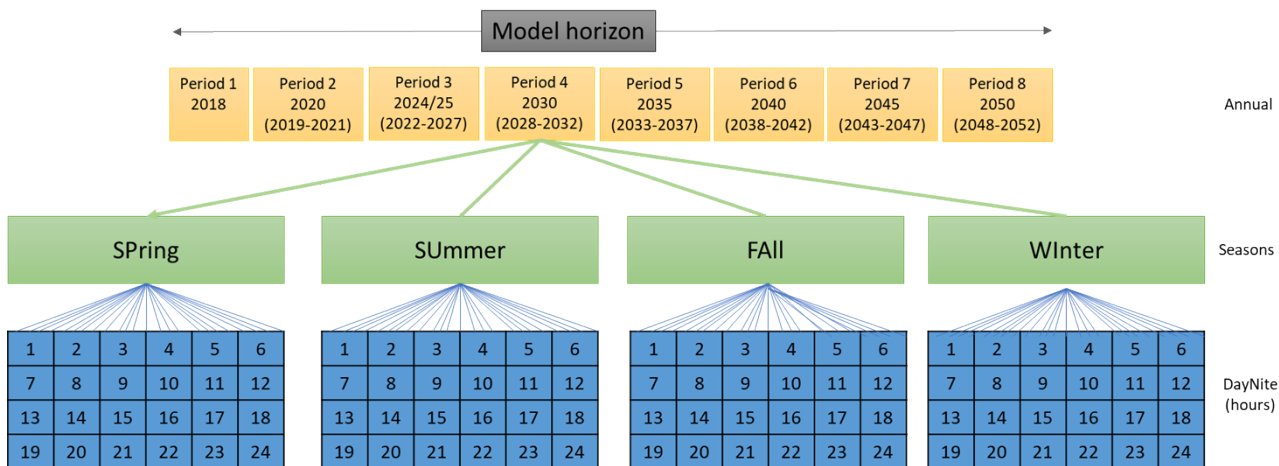 Model horizon
Period 1
2018
Period 2
2020
(2019-2021)
Period 3
2024/25
(2022-2027)
Period 4
2030
(2028-2032)
Period 5
2035
(2033-2037)
Period 6
2040
(2038-2042)
Period 7
2045
(2043-2047)
Period 8
2050
(2048-2052)
Annual
SPring
SUmmer
FAll
WInter
Seasons
1 2 3 4 5 6
7 8 9 10 11 12
13 14 15 16 17 18
19 20 21 22 23 24
1 2 3 4 5 6
7 8 9 10 11 12
13 14 15 16 17 18
19 20 21 22 23 24
1 2 3 4 5 6
7 8 9 10 11 12
13 14 15 16 17 18
19 20 21 22 23 24
1 2 3 4 5 6
7 8 9 10 11 12
13 14 15 16 17 18
19 20 21 22 23 24
DayNite
(hours)